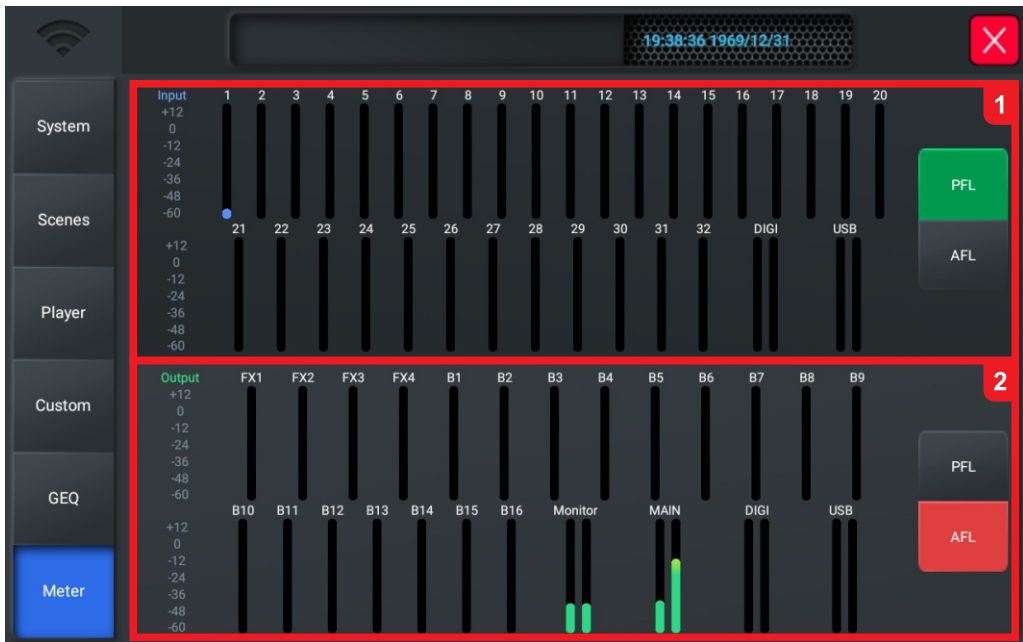 19:38:36 1969/12/31
System
Scenes
Player
Custom
GEQ
Meter
1
Input 1 2 3 4 5 6 7 8 9 10 11 12 13 14 15 16 17 18 19 20
+12
0
-12
-24
-36
-48
-60
21 22 23 24 25 26 27 28 29 30 31 32 DIGI USB
+12
0
-12
-24
-36
-48
-60
PFL
AFL
2
Output FX1 FX2 FX3 FX4 B1 B2 B3 B4 B5 B6 B7 B8 B9
+12
0
-12
-24
-36
-48
-60
B10 B11 B12 B13 B14 B15 B16 Monitor MAIN DIGI USB
+12
0
-12
-24
-36
-48
-60
PFL
AFL